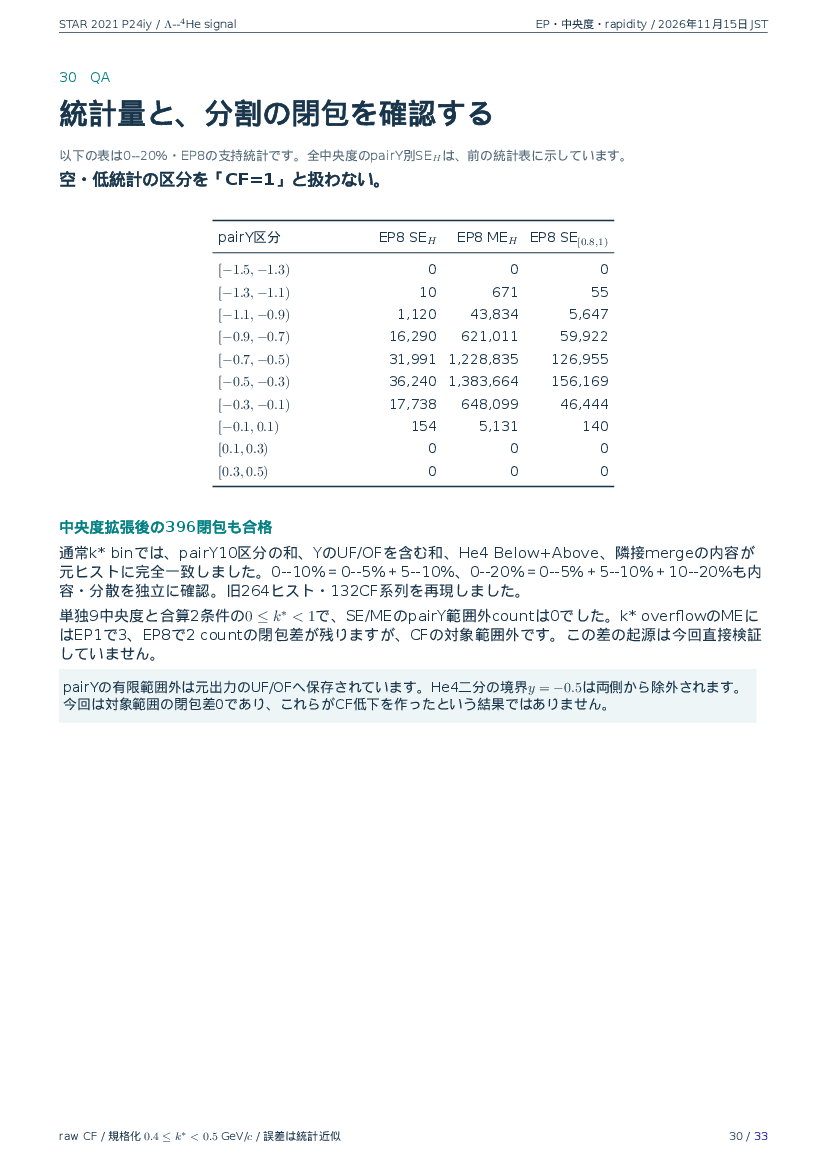 STAR 2021 P24iy / Λ--⁴He signal EP・中央度・rapidity / 2026年11月15日 JST
30 QA
統計量と、分割の閉包を確認する
以下の表は0--20%・EP8の支持統計です。全中央度のpairY別SE_Hは、前の統計表に示しています。
空・低統計の区分を「CF=1」と扱わない。
pairY区分 EP8 SE_H EP8 ME_H EP8 SE_[0.8,1)
[−1.5, −1.3) 0 0 0
[−1.3, −1.1) 10 671 55
[−1.1, −0.9) 1,120 43,834 5,647
[−0.9, −0.7) 16,290 621,011 59,922
[−0.7, −0.5) 31,991 1,228,835 126,955
[−0.5, −0.3) 36,240 1,383,664 156,169
[−0.3, −0.1) 17,738 648,099 46,444
[−0.1, 0.1) 154 5,131 140
[0.1, 0.3) 0 0 0
[0.3, 0.5) 0 0 0
中央度拡張後の396閉包も合格
通常k* binでは、pairY10区分の和、YのUF/OFを含む和、He4 Below+Above、隣接mergeの内容が
元ヒストに完全一致しました。0--10% = 0--5% + 5--10%、0--20% = 0--5% + 5--10% + 10--20%も内
容・分散を独立に確認。旧264ヒスト・132CF系列を再現しました。
単独9中央度と合算2条件の0 ≤ k* < 1で、SE/MEのpairY範囲外countは0でした。k* overflowのMEに
はEP1で3、EP8で2 countの閉包差が残りますが、CFの対象範囲外です。この差の起源は今回直接検証
していません。
pairYの有限範囲外は元出力のUF/OFへ保存されています。He4二分の境界y = −0.5は両側から除外されます。
今回は対象範囲の閉包差0であり、これらがCF低下を作ったという結果ではありません。
raw CF / 規格化 0.4 ≤ k* < 0.5 GeV/c / 誤差は統計近似 30 / 33